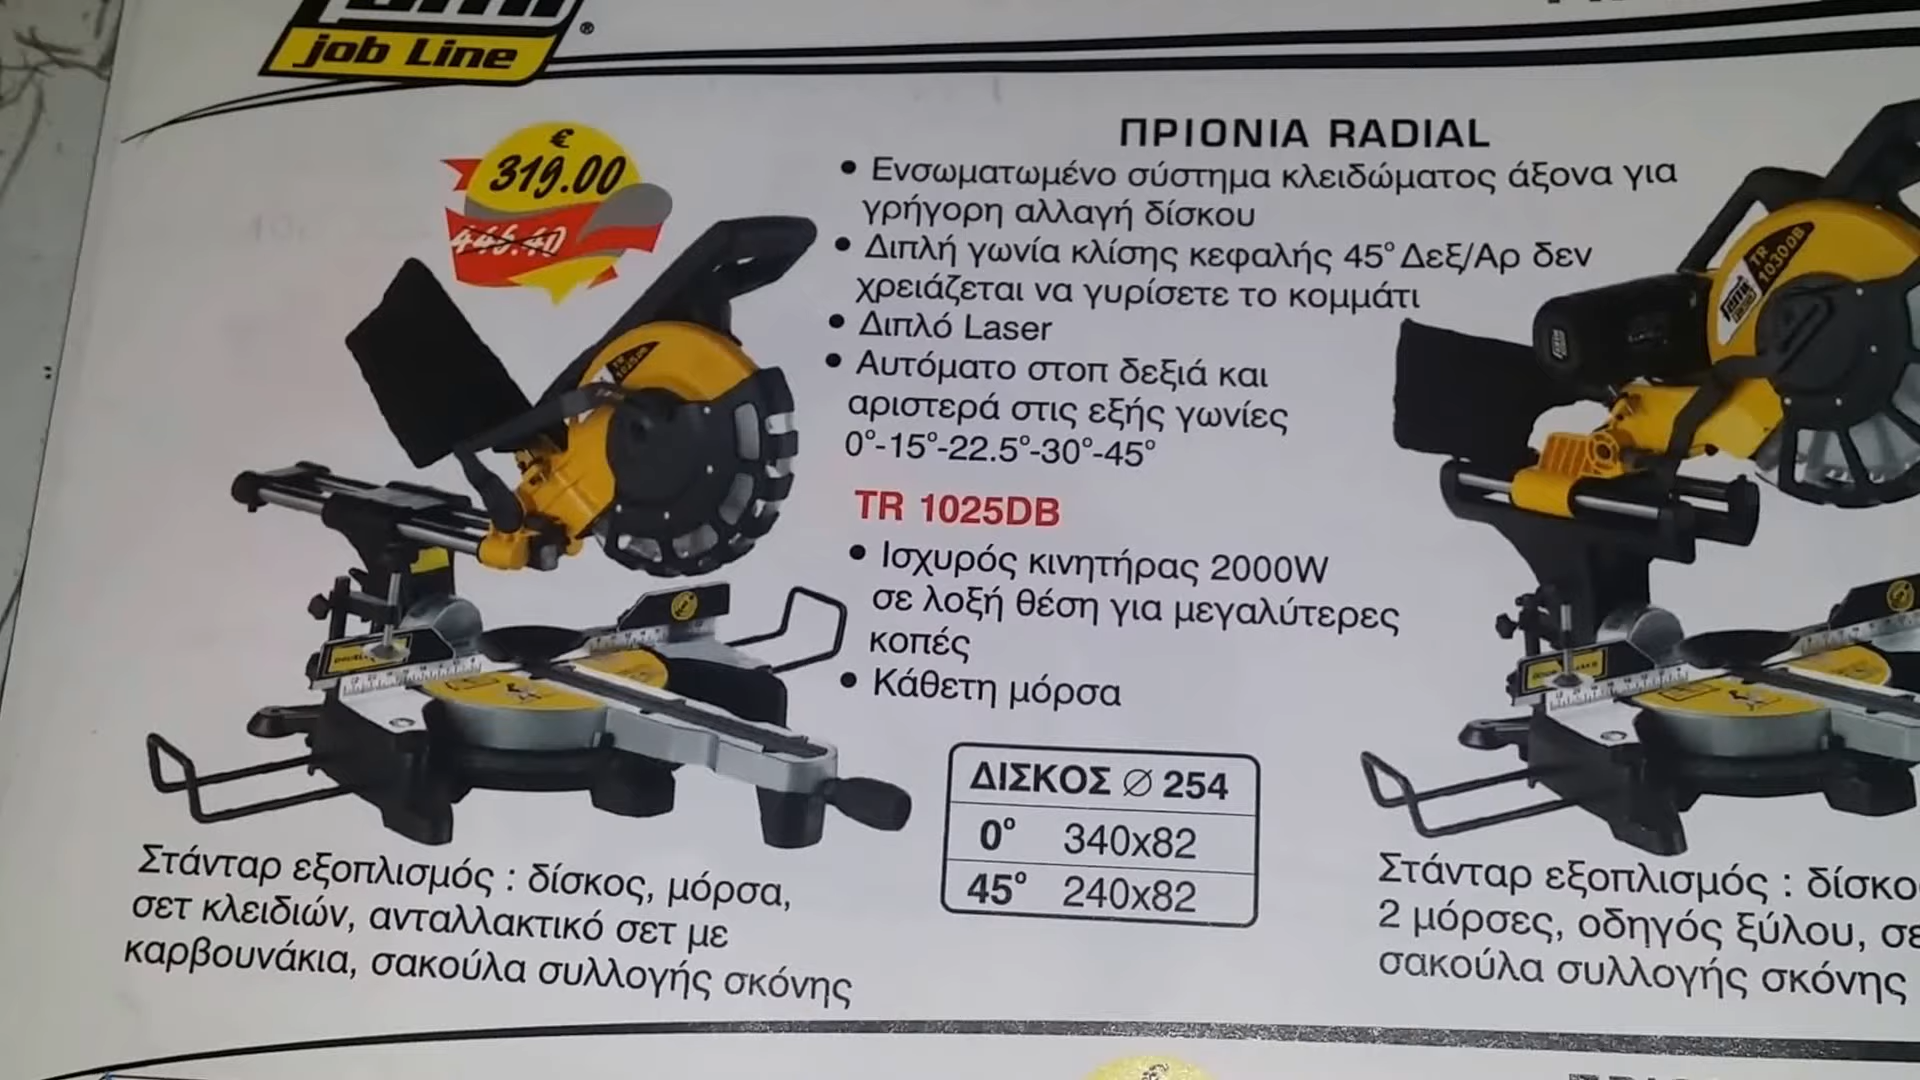 job Line
®
€
319.00
446.40
ΠΡΙΟΝΙΑ RADIAL
• Ενσωματωμένο σύστημα κλειδώματος άξονα για
γρήγορη αλλαγή δίσκου
• Διπλή γωνία κλίσης κεφαλής 45° Δεξ/Αρ δεν
χρειάζεται να γυρίσετε το κομμάτι
• Διπλό Laser
• Αυτόματο στοπ δεξιά και
αριστερά στις εξής γωνίες
0°-15°-22.5°-30°-45°
TR 1025DB
• Ισχυρός κινητήρας 2000W
σε λοξή θέση για μεγαλύτερες
κοπές
• Κάθετη μόρσα
ΔΙΣΚΟΣ ∅ 254
0° 340x82
45° 240x82
Στάνταρ εξοπλισμός : δίσκος, μόρσα,
σετ κλειδιών, ανταλλακτικό σετ με
καρβουνάκια, σακούλα συλλογής σκόνης
TR
1025DB
TR
10300B
Στάνταρ εξοπλισμός : δίσκο
2 μόρσες, οδηγός ξύλου, σε
σακούλα συλλογής σκόνης